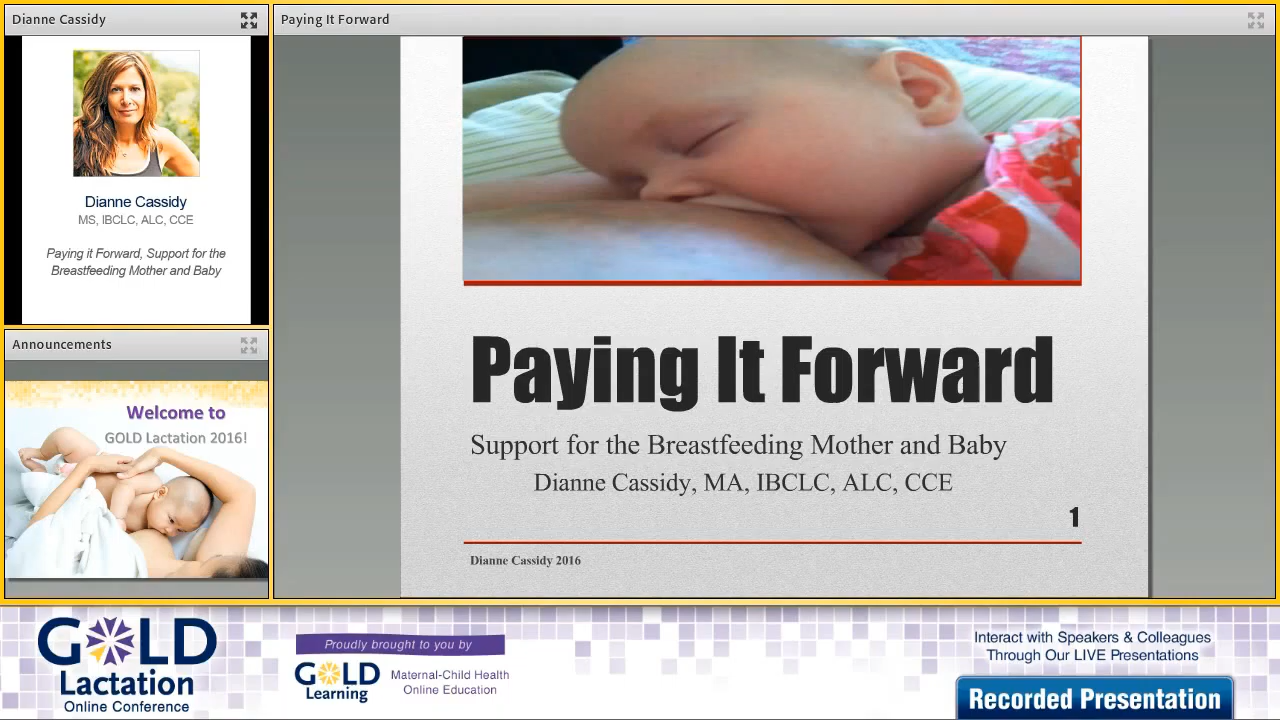 Dianne Cassidy
Dianne Cassidy
MS, IBCLC, ALC, CCE
Paying it Forward, Support for the
Breastfeeding Mother and Baby
Announcements
Welcome to
GOLD Lactation 2016!
Paying It Forward
Paying It Forward
Support for the Breastfeeding Mother and Baby
Dianne Cassidy, MA, IBCLC, ALC, CCE
1
Dianne Cassidy 2016
GOLD
Lactation
Online Conference
Proudly brought to you by
GOLD
Learning
Maternal-Child Health
Online Education
Interact with Speakers & Colleagues
Through Our LIVE Presentations
Recorded Presentation